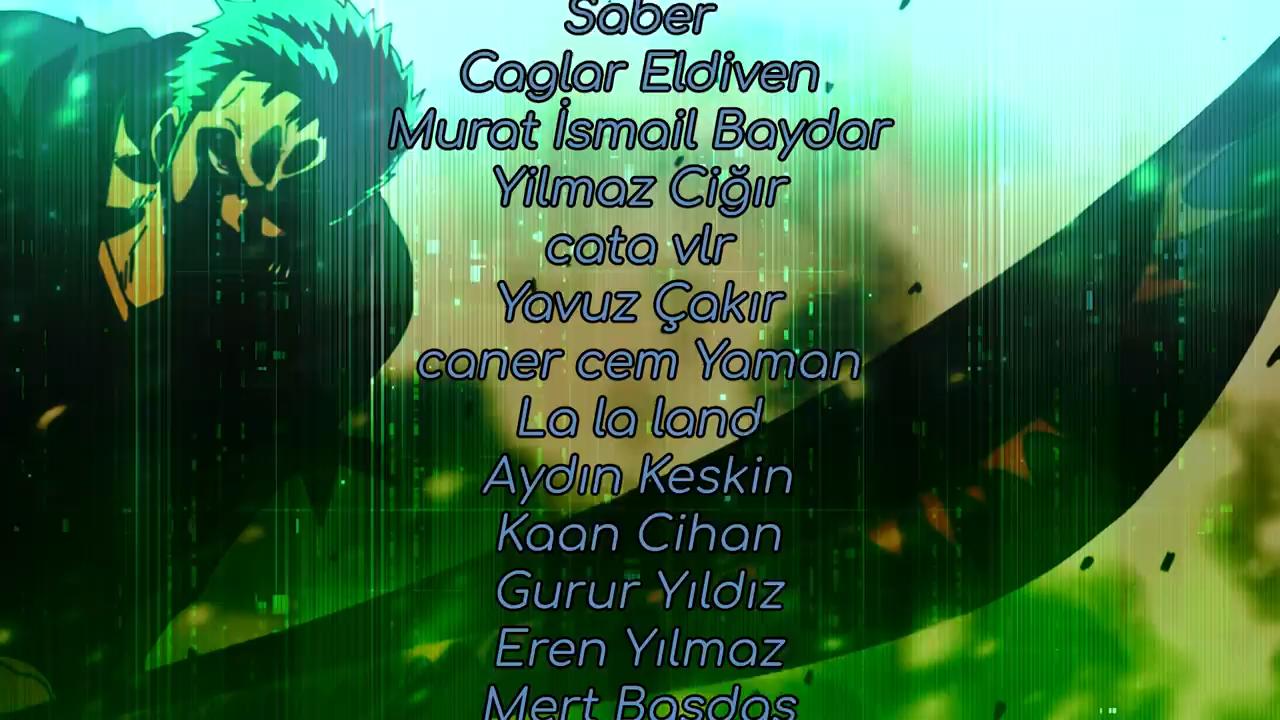 Saber
Caglar Eldiven
Murat İsmail Baydar
Yilmaz Ciğır
cata vlr
Yavuz Çakır
caner cem Yaman
La la land
Aydın Keskin
Kaan Cihan
Gurur Yıldız
Eren Yılmaz
Mert